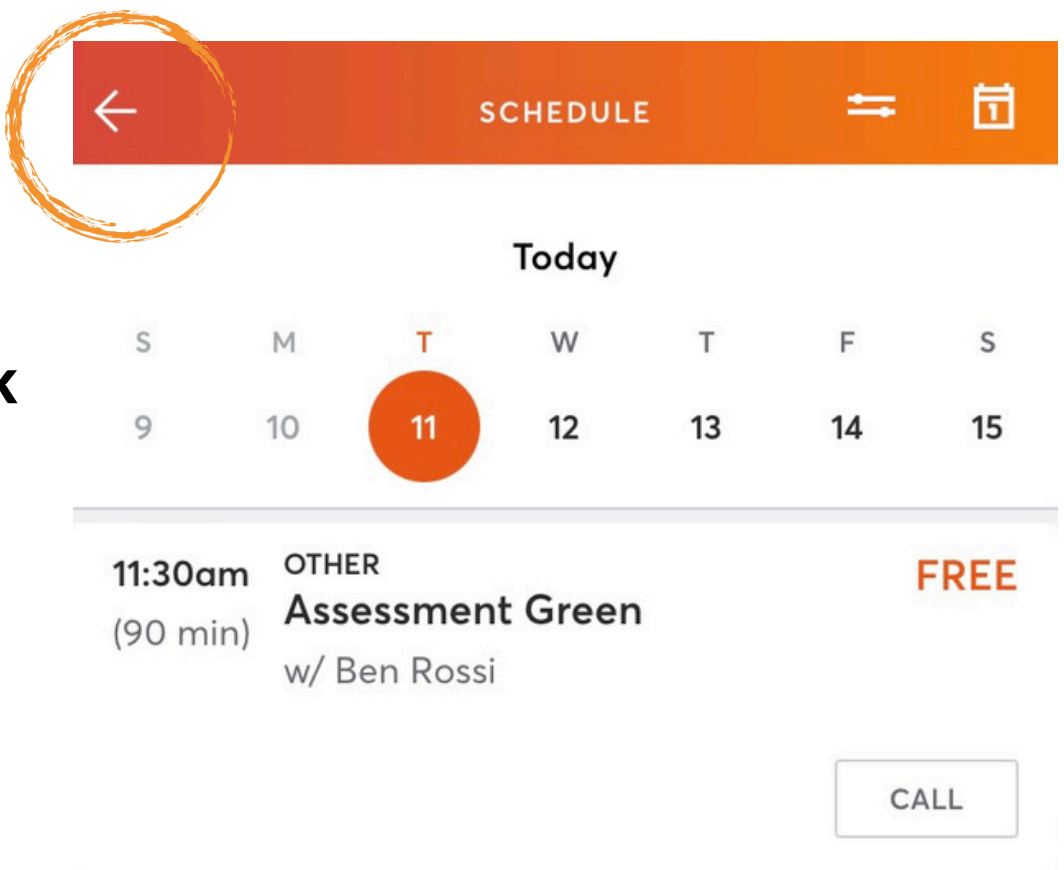 SCHEDULE
1
Today
S M T W T F S
9 10 11 12 13 14 15
k
11:30am OTHER FREE
Assessment Green
(90 min)
w/ Ben Rossi
CALL